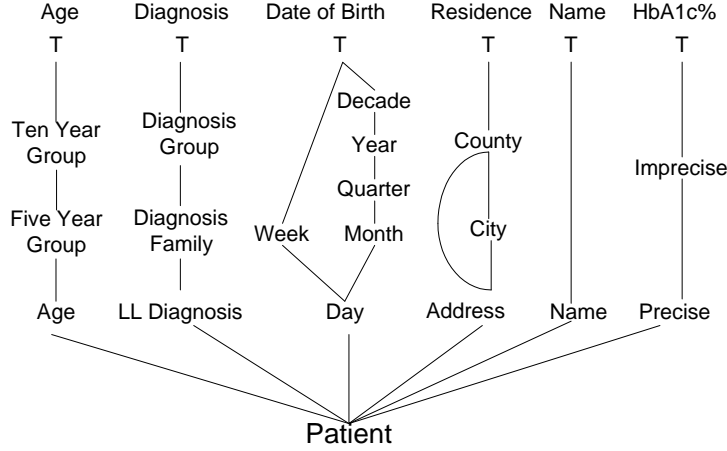 Age Diagnosis Date of Birth Residence Name HbA1c%
T T T T T T
Decade
Ten Year
Group
Diagnosis
Group
Year
County
Imprecise
Quarter
Five Year
Group
Diagnosis
Family
Week Month City
Age LL Diagnosis Day Address Name Precise
Patient